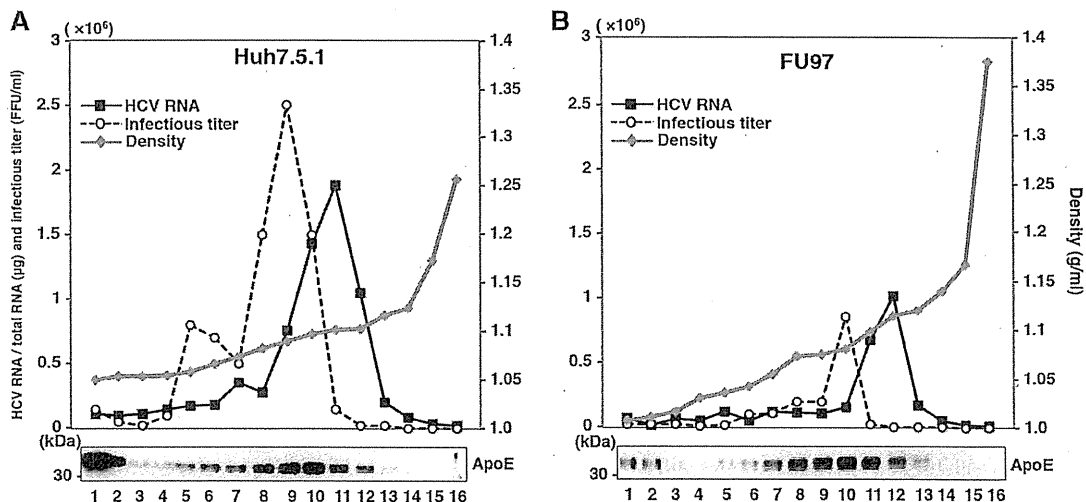 A
(×10⁶)
Huh7.5.1
HCV RNA / total RNA (µg) and infectious titer (FFU/ml)
3
2.5
2
1.5
1
0.5
0
HCV RNA
Infectious titer
Density
1.4
1.35
1.3
1.25
1.2
1.15
1.1
1.05
1.0
(kDa)
30
ApoE
1 2 3 4 5 6 7 8 9 10 11 12 13 14 15 16
B
(×10⁶)
FU97
3
2.5
2
1.5
1
0.5
0
HCV RNA
Infectious titer
Density
1.4
1.35
1.3
1.25
1.2
1.15
1.1
1.05
1.0
Density (g/ml)
(kDa)
30
ApoE
1 2 3 4 5 6 7 8 9 10 11 12 13 14 15 16